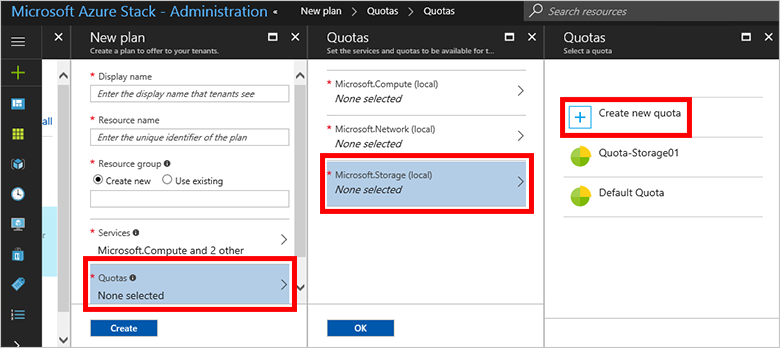 Microsoft Azure Stack - Administration « New plan > Quotas > Quotas Search resources
all
r
New plan
Create a plan to offer to your tenants.
* Display name
Enter the display name that tenants see
* Resource name
Enter the unique identifier of the plan
* Resource group
Create new Use existing
* Services
Microsoft.Compute and 2 other
* Quotas
None selected
Create
Quotas
Set the services and quotas to be available for t...
* Microsoft.Compute (local)
None selected
* Microsoft.Network (local)
None selected
* Microsoft.Storage (local)
None selected
OK
Quotas
Select a quota
Create new quota
Quota-Storage01
Default Quota